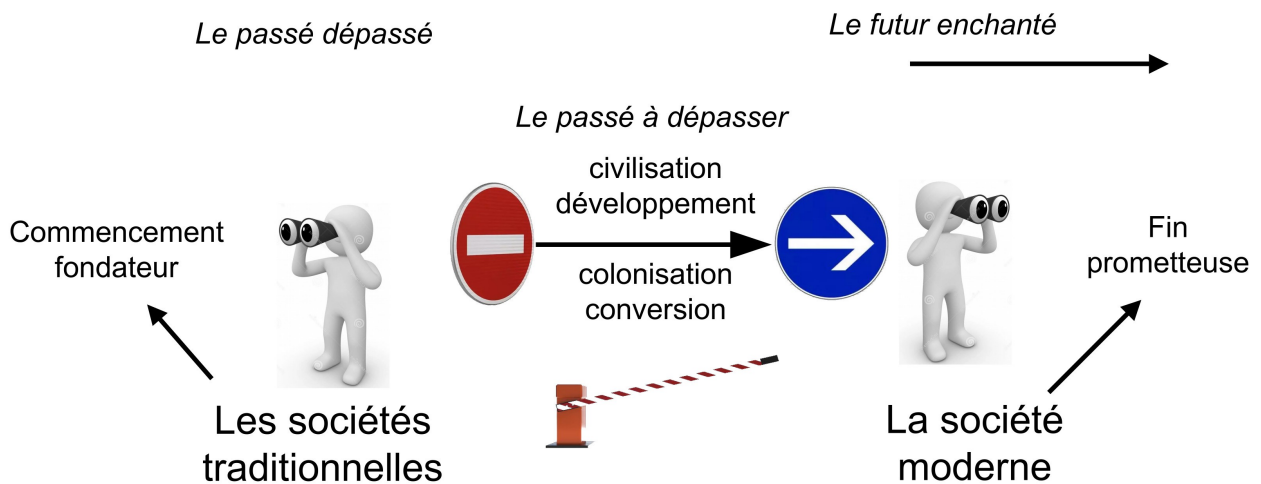 Le passé dépassé
Le futur enchanté
Le passé à dépasser
civilisation
développement
Commencement
fondateur
colonisation
conversion
Fin
prometteuse
Les sociétés
traditionnelles
La société
moderne